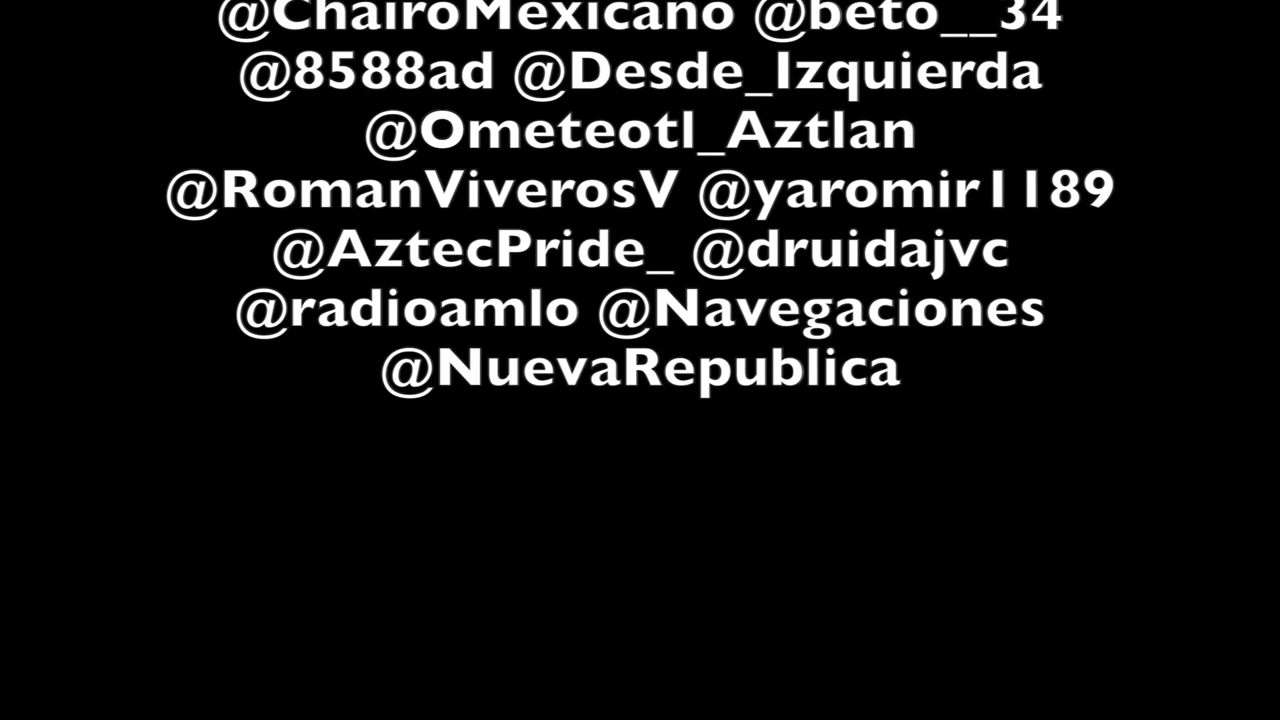 @ChairoMexicano @beto__34
@8588ad @Desde_Izquierda
@Ometeotl_Aztlan
@RomanViverosV @yaromir1189
@AztecPride_ @druidajvc
@radioamlo @Navegaciones
@NuevaRepublica